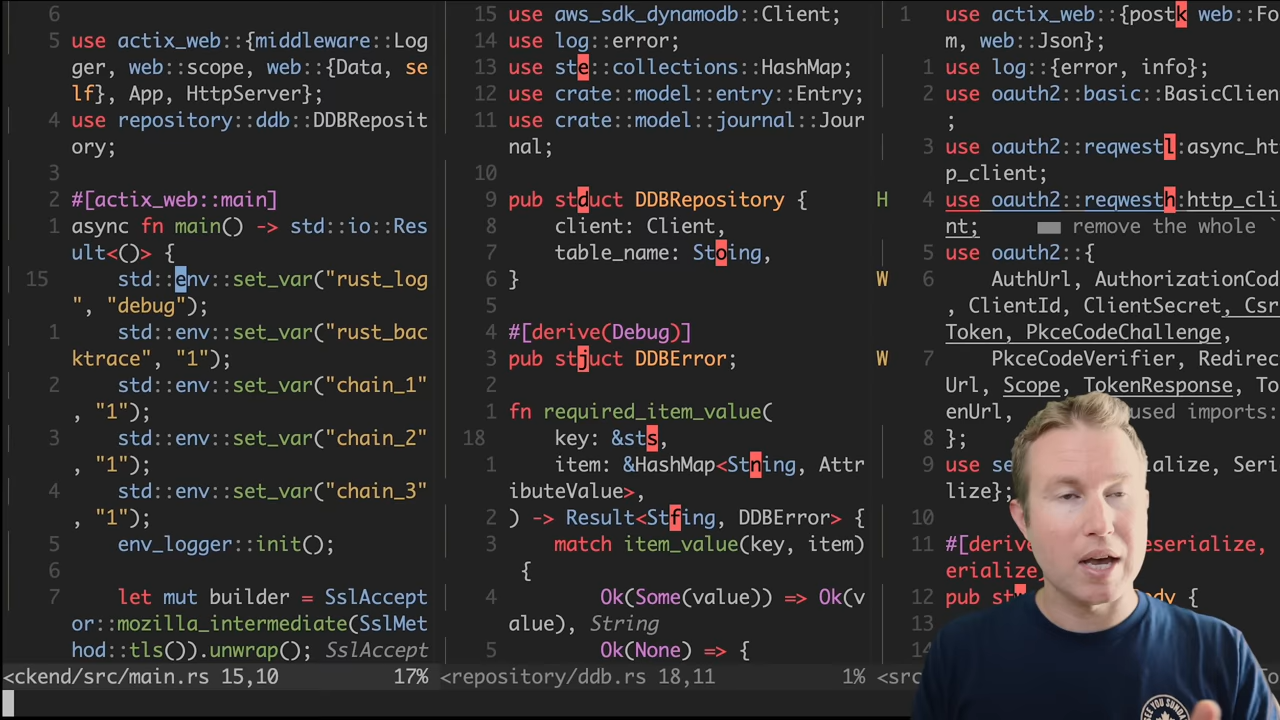 6
5 use actix_web::{middleware::Log
ger, web::scope, web::{Data, se
lf}, App, HttpServer};
4 use repository::ddb::DDBReposit
ory;
3
2 #[actix_web::main]
1 async fn main() -> std::io::Res
ult<()> {
15 std::env::set_var("rust_log
", "debug");
1 std::env::set_var("rust_bac
ktrace", "1");
2 std::env::set_var("chain_1"
, "1");
3 std::env::set_var("chain_2"
, "1");
4 std::env::set_var("chain_3"
, "1");
5 env_logger::init();
6
7 let mut builder = SslAccept
or::mozilla_intermediate(SslMet
hod::tls()).unwrap(); SslAccept
<ckend/src/main.rs 15,10 17%
15 use aws_sdk_dynamodb::Client;
14 use log::error;
13 use ste::collections::HashMap;
12 use crate::model::entry::Entry;
11 use crate::model::journal::Jour
nal;
10
9 pub stduct DDBRepository {
8 client: Client,
7 table_name: Stoing,
6 }
5
4 #[derive(Debug)]
3 pub stjuct DDBError;
2
1 fn required_item_value(
18 key: &sts,
1 item: &HashMap<Stning, Attr
ibuteValue>,
2 ) -> Result<Stfing, DDBError> {
3 match item_value(key, item)
{
4 Ok(Some(value)) => Ok(v
alue), String
5 Ok(None) => {
<repository/ddb.rs 18,11 1%
1 use actix_web::{postk web::Fo
m, web::Json};
1 use log::{error, info};
2 use oauth2::basic::BasicClien
;
3 use oauth2::reqwestl:async_ht
p_client;
H 4 use oauth2::reqwesth:http_cli
nt; remove the whole `
5 use oauth2::{
W 6 AuthUrl, AuthorizationCod
, ClientId, ClientSecret, Csr
Token, PkceCodeChallenge,
W 7 PkceCodeVerifier, Redirec
Url, Scope, TokenResponse, To
enUrl, used imports:
8 };
9 use se ialize, Seri
lize};
10
11 #[deri eserialize,
erialize
12 pub st dy {
13
14
<src